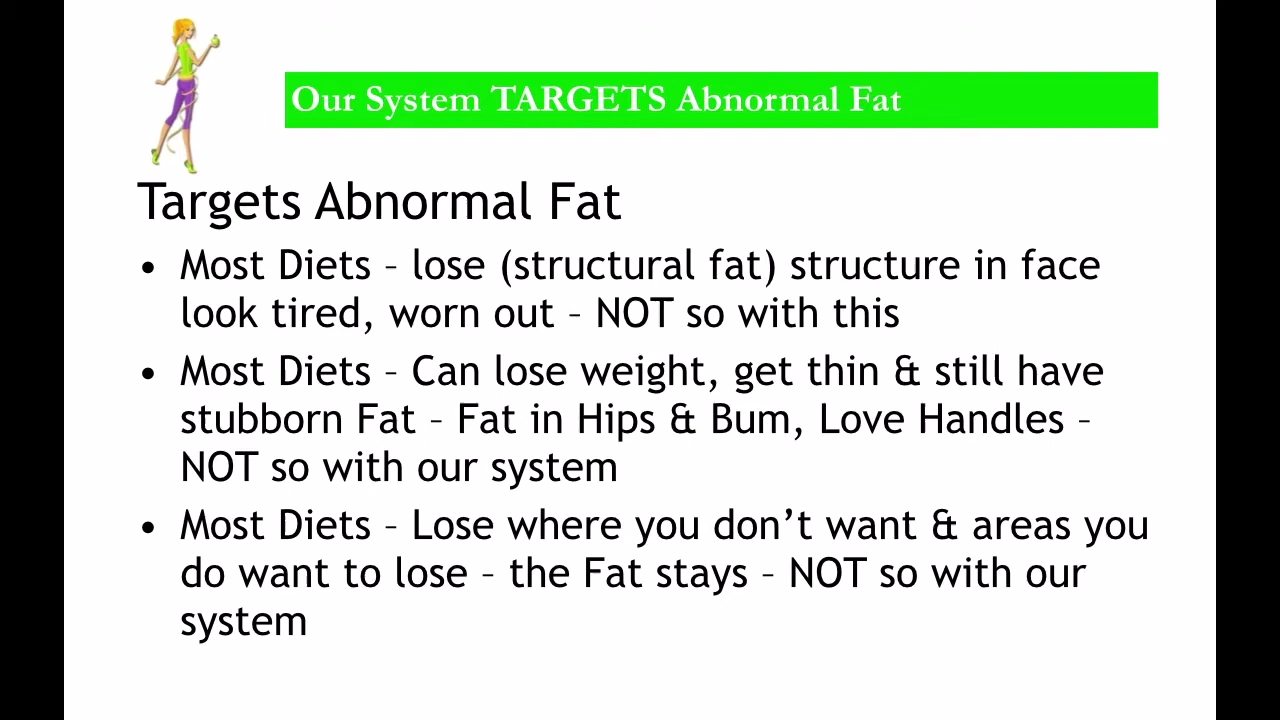 Our System TARGETS Abnormal Fat
Targets Abnormal Fat
• Most Diets – lose (structural fat) structure in face
look tired, worn out – NOT so with this
• Most Diets – Can lose weight, get thin & still have
stubborn Fat – Fat in Hips & Bum, Love Handles –
NOT so with our system
• Most Diets – Lose where you don’t want & areas you
do want to lose – the Fat stays – NOT so with our
system